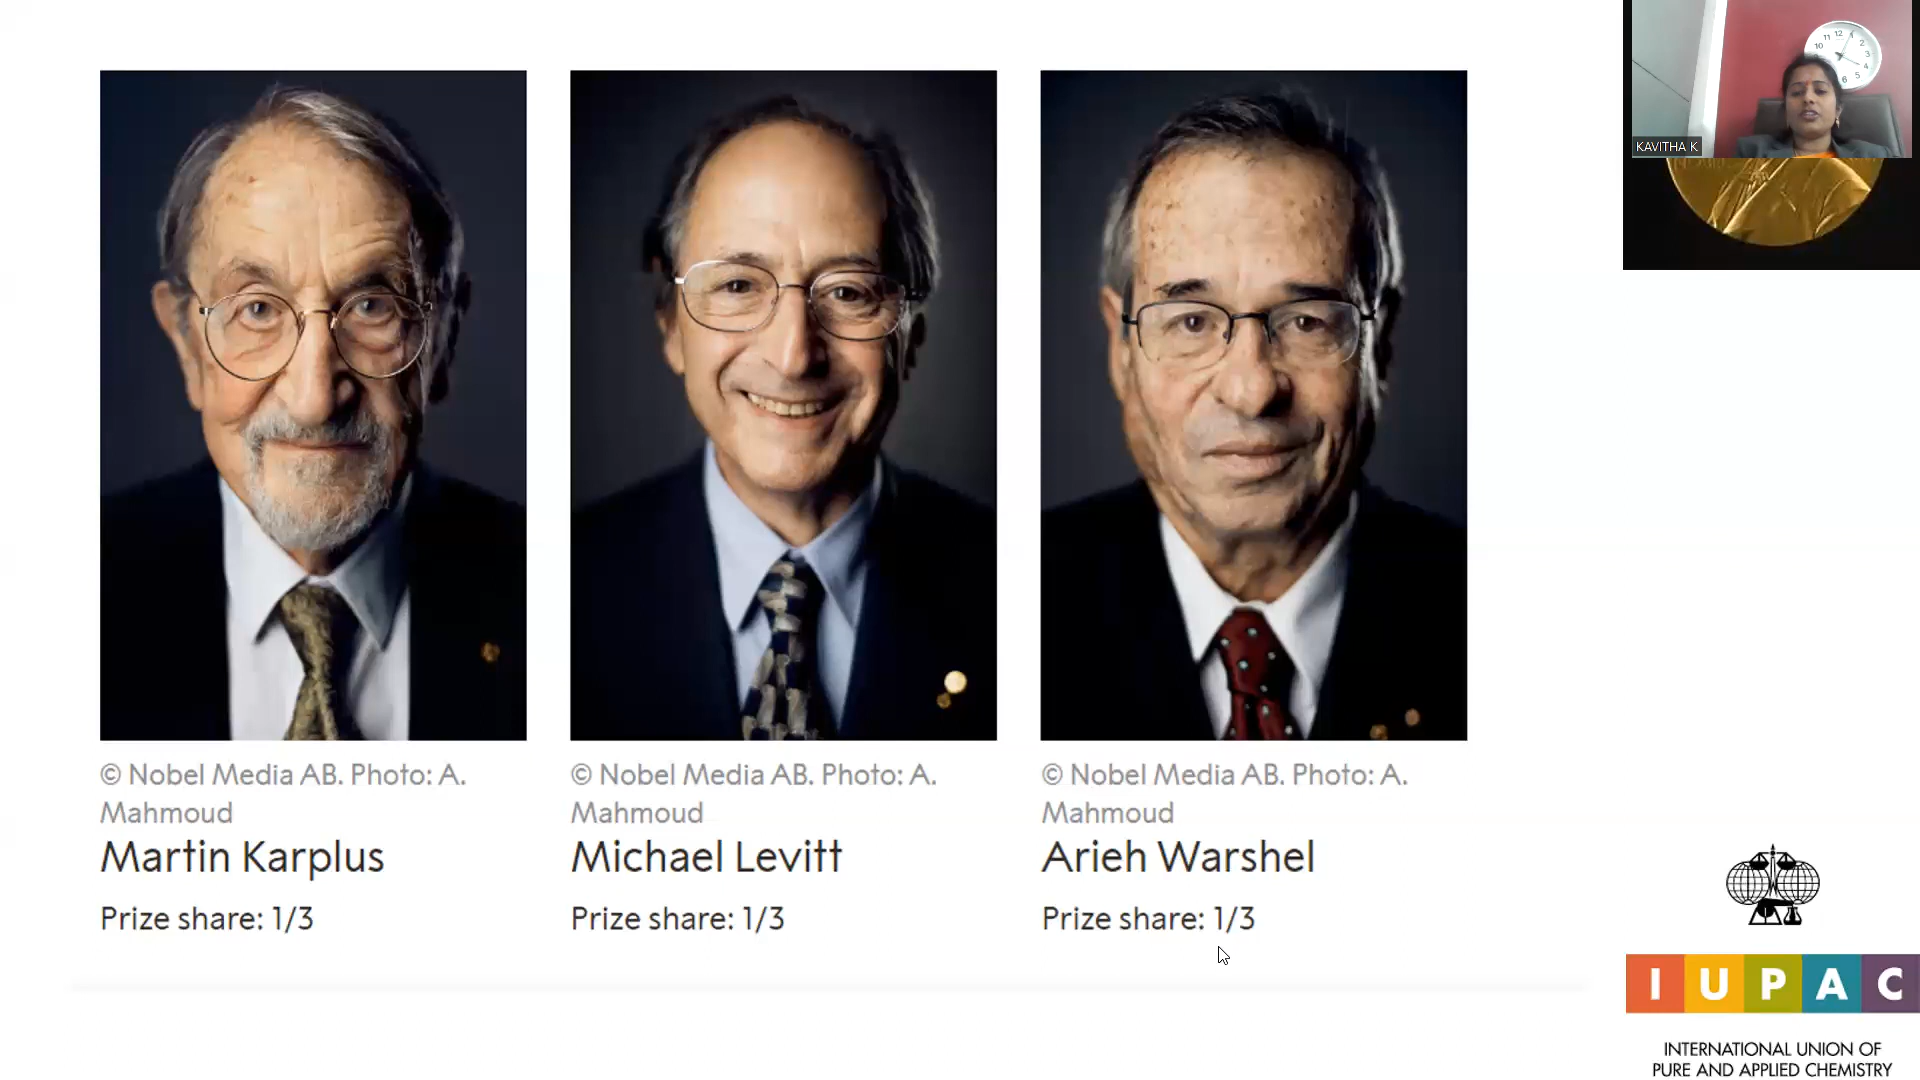 KAVITHA K
© Nobel Media AB. Photo: A.
Mahmoud
Martin Karplus
Prize share: 1/3
© Nobel Media AB. Photo: A.
Mahmoud
Michael Levitt
Prize share: 1/3
© Nobel Media AB. Photo: A.
Mahmoud
Arieh Warshel
Prize share: 1/3
IUPAC
INTERNATIONAL UNION OF
PURE AND APPLIED CHEMISTRY